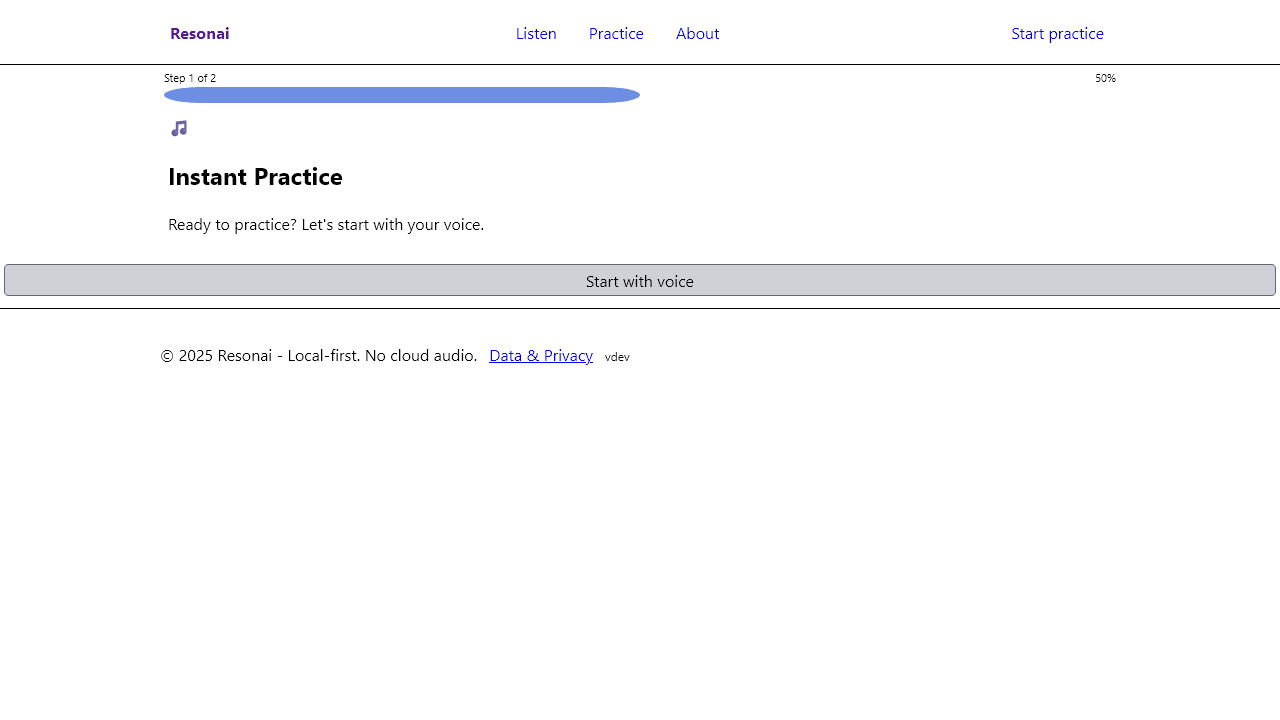 Resonai Listen Practice About Start practice
Step 1 of 2 50%
Instant Practice
Ready to practice? Let's start with your voice.
Start with voice
© 2025 Resonai - Local-first. No cloud audio. Data & Privacy vdev